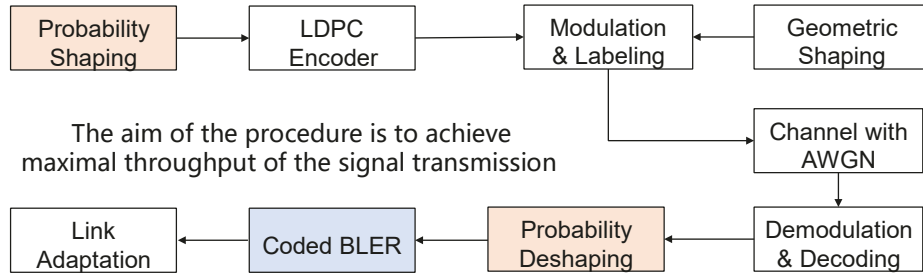 Probability
Shaping
LDPC
Encoder
Modulation
& Labeling
Geometric
Shaping
The aim of the procedure is to achieve
maximal throughput of the signal transmission
Channel with
AWGN
Link
Adaptation
Coded BLER
Probability
Deshaping
Demodulation
& Decoding